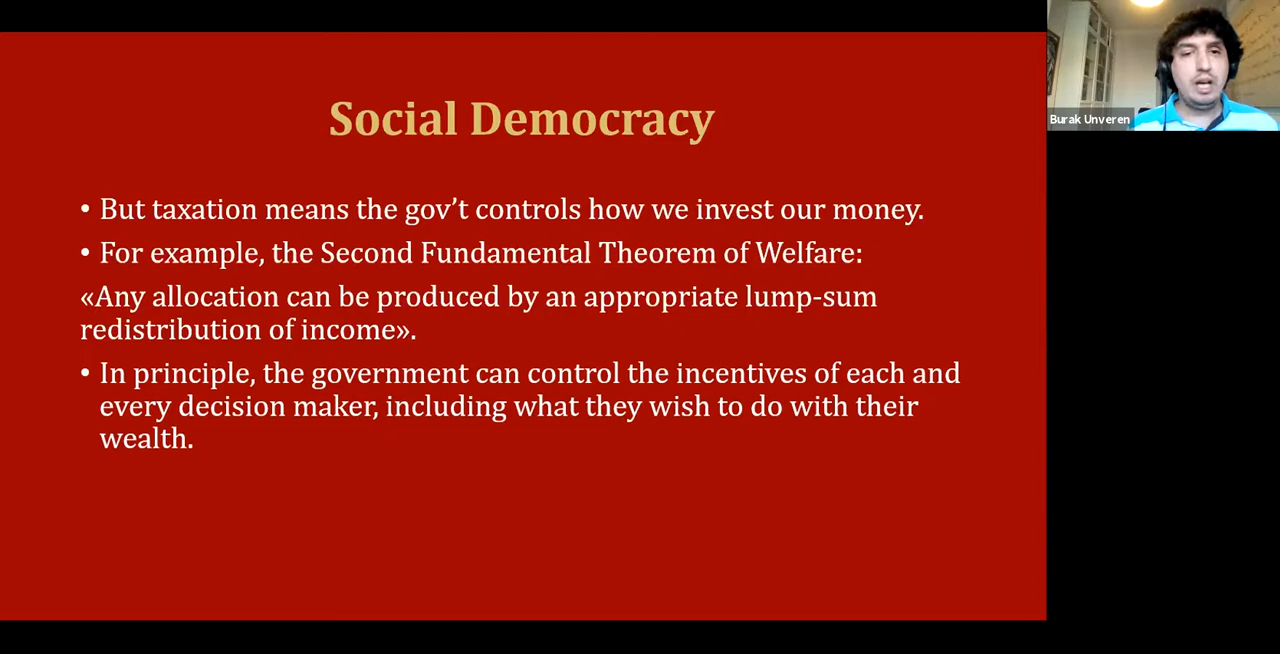 Social Democracy
• But taxation means the gov’t controls how we invest our money.
• For example, the Second Fundamental Theorem of Welfare:
«Any allocation can be produced by an appropriate lump-sum
redistribution of income».
• In principle, the government can control the incentives of each and
every decision maker, including what they wish to do with their
wealth.
Burak Unveren